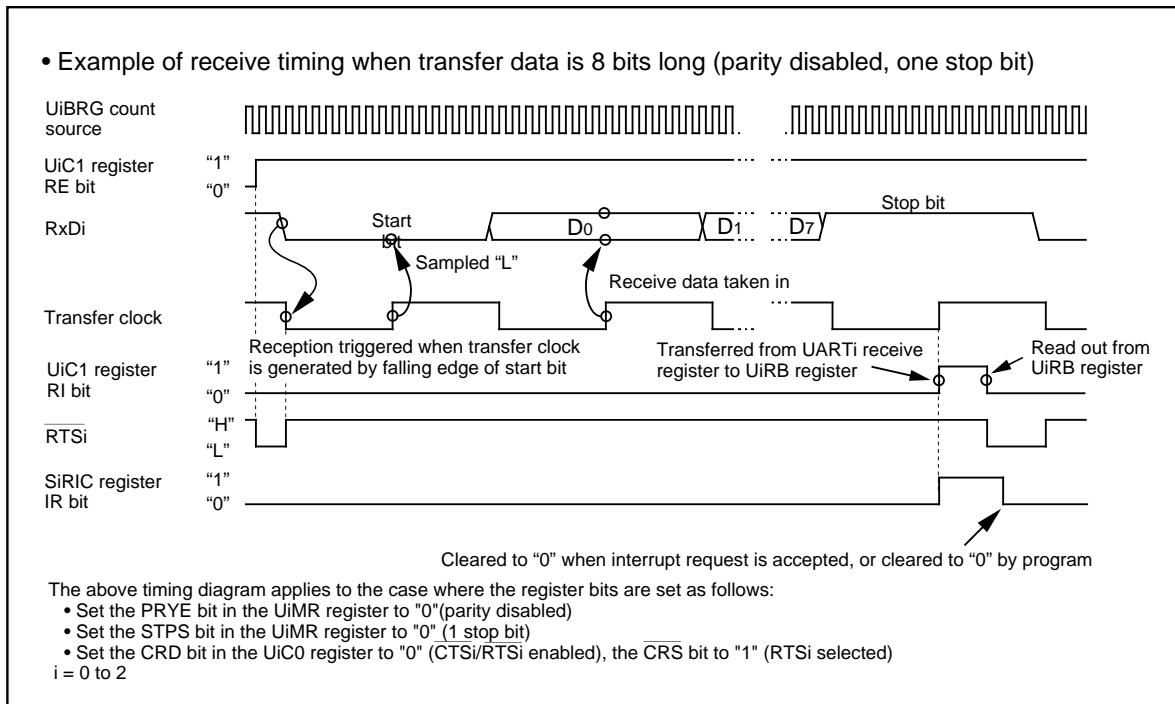 • Example of receive timing when transfer data is 8 bits long (parity disabled, one stop bit)
UiBRG count
source
UiC1 register
RE bit
“1”
“0”
RxDi
Start
bit
D0
D1
D7
Stop bit
Sampled “L”
Receive data taken in
Transfer clock
Reception triggered when transfer clock
is generated by falling edge of start bit
Transferred from UARTi receive
register to UiRB register
Read out from
UiRB register
UiC1 register
RI bit
“1”
“0”
RTSi
“H”
“L”
SiRIC register
IR bit
“1”
“0”
Cleared to “0” when interrupt request is accepted, or cleared to “0” by program
The above timing diagram applies to the case where the register bits are set as follows:
• Set the PRYE bit in the UiMR register to "0"(parity disabled)
• Set the STPS bit in the UiMR register to "0" (1 stop bit)
• Set the CRD bit in the UiC0 register to "0" (CTSi/RTSi enabled), the CRS bit to "1" (RTSi selected)
i = 0 to 2